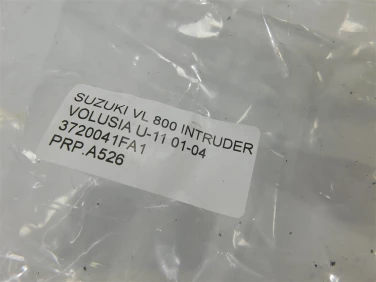 SUZUKI VL 800 INTRUDER
VOLUSIA U-11 01-04
3720041FA1
PRP.A526